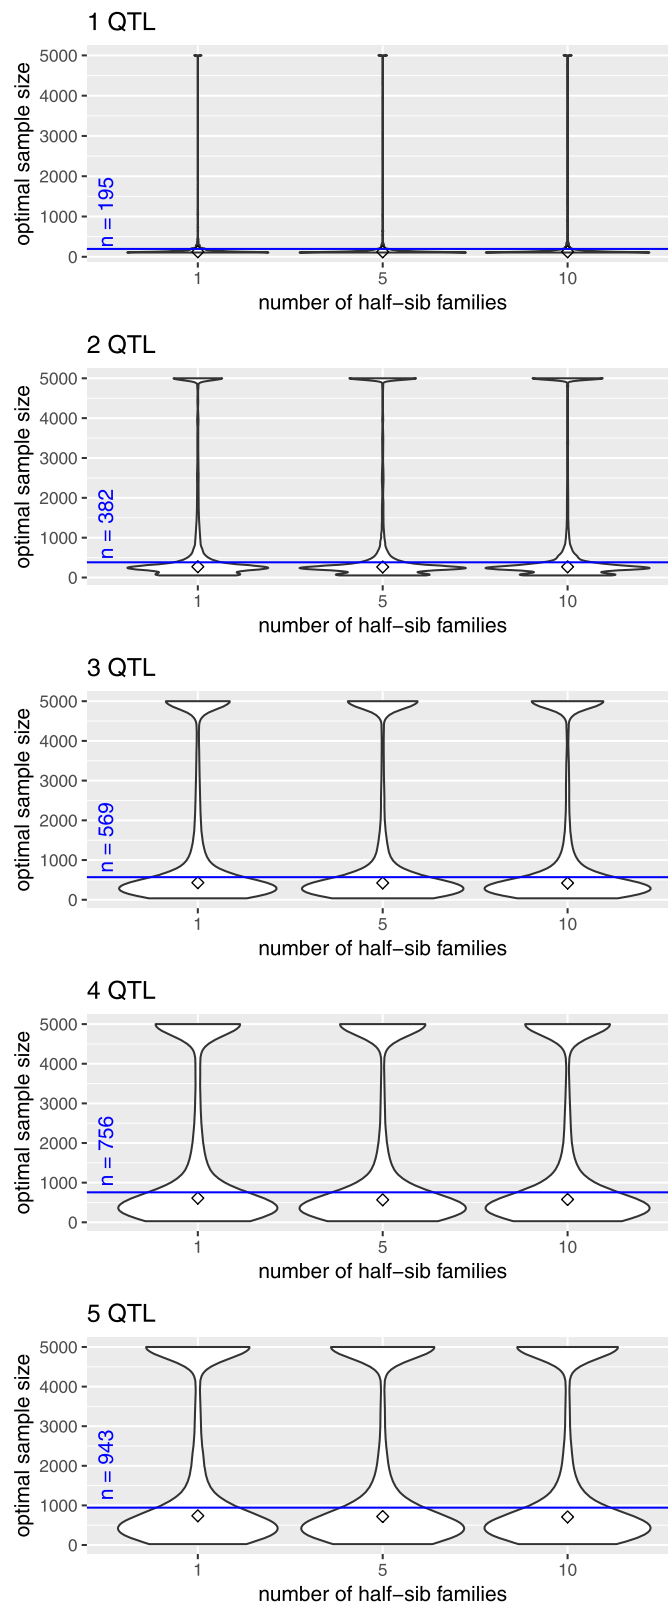 1 QTL
optimal sample size
5000
4000
3000
2000
1000
0
n = 195
1 5 10
number of half−sib families
2 QTL
optimal sample size
5000
4000
3000
2000
1000
0
n = 382
1 5 10
number of half−sib families
3 QTL
optimal sample size
5000
4000
3000
2000
1000
0
n = 569
1 5 10
number of half−sib families
4 QTL
optimal sample size
5000
4000
3000
2000
1000
0
n = 756
1 5 10
number of half−sib families
5 QTL
optimal sample size
5000
4000
3000
2000
1000
0
n = 943
1 5 10
number of half−sib families